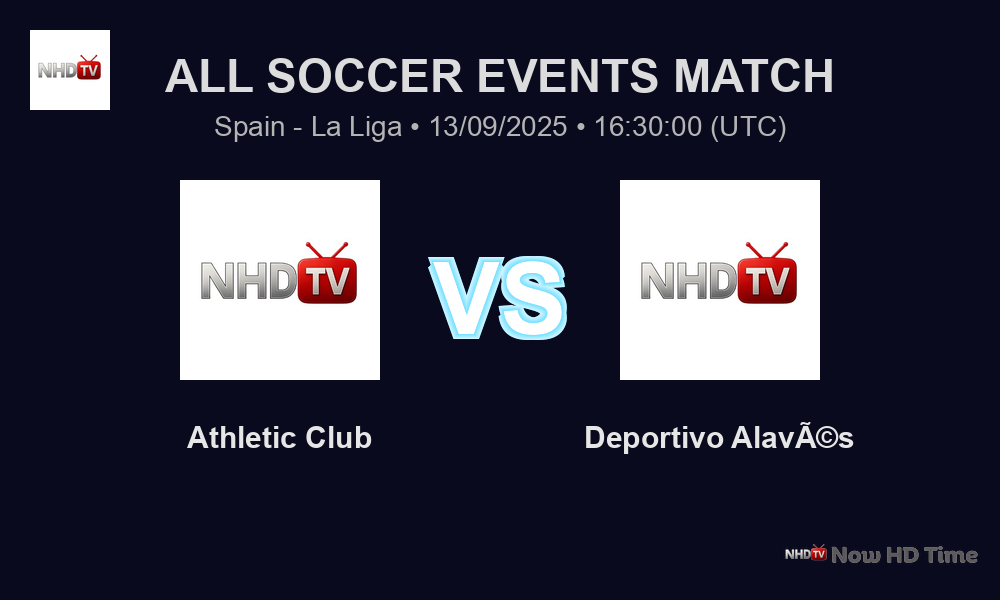 NHDTV
ALL SOCCER EVENTS MATCH
Spain - La Liga • 13/09/2025 • 16:30:00 (UTC)
NHDTV
VS
NHDTV
Athletic Club
Deportivo AlavÃ©s
NHDTV Now HD Time